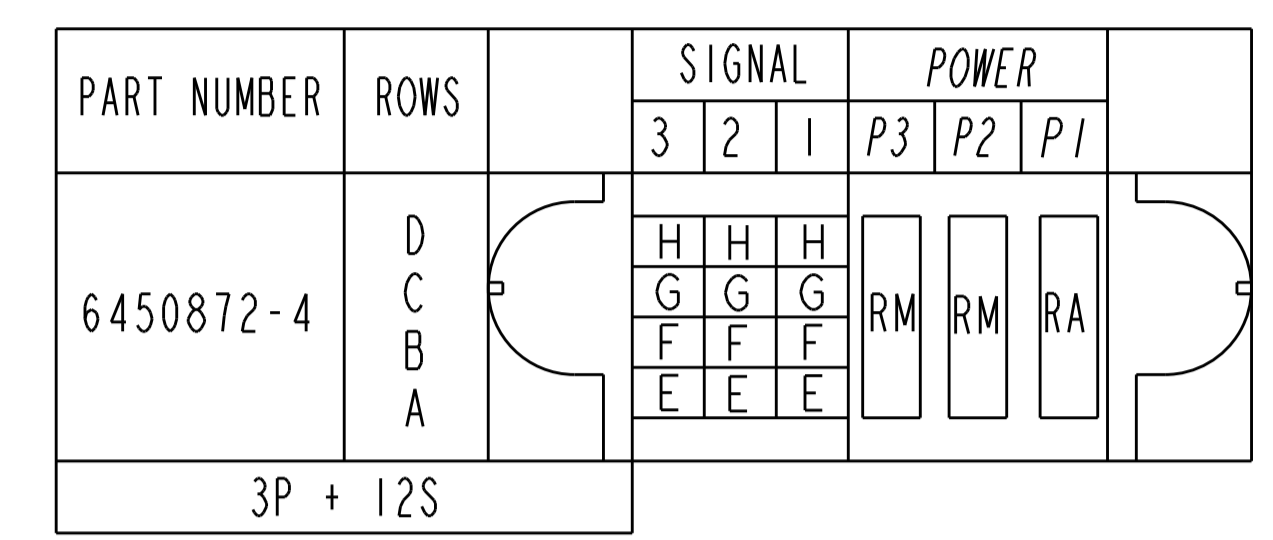 PART NUMBER ROWS SIGNAL POWER
3 2 1 P3 P2 P1
D H H H
C G G G
6450872-4 RM RM RA
B F F F
A E E E
3P + 12S